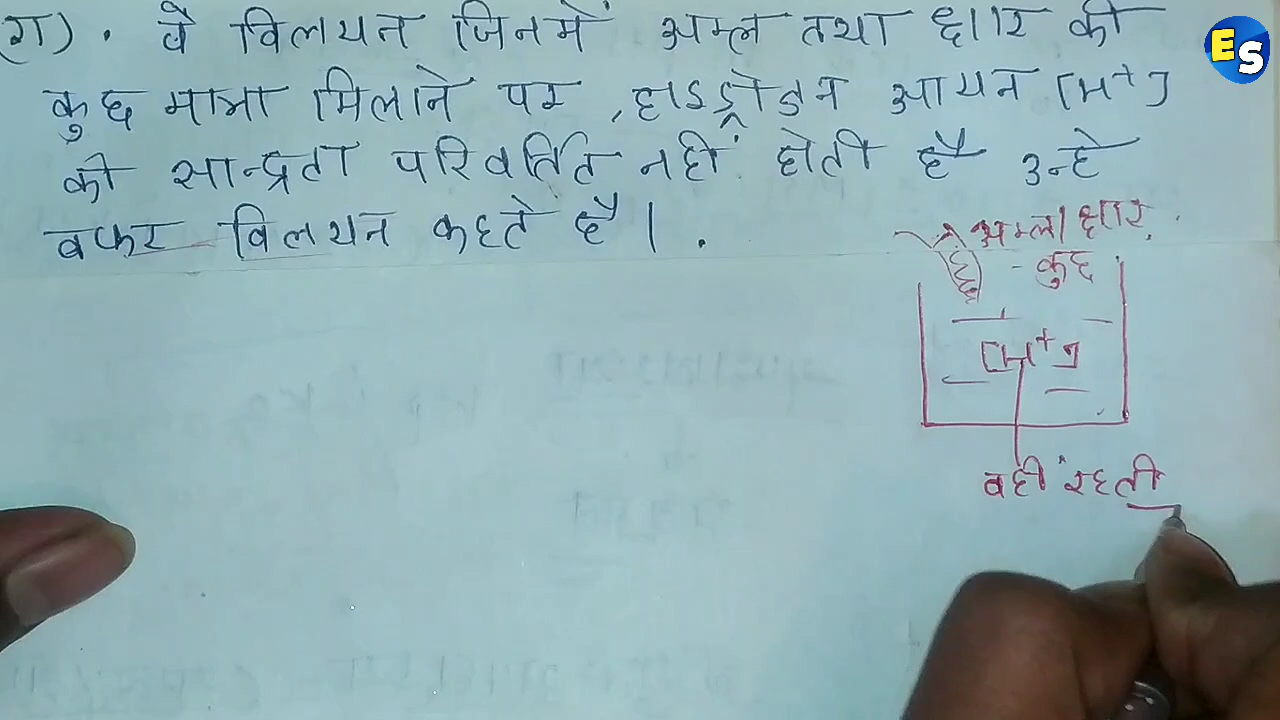 (ग). वे विलयन जिनमें अम्ल तथा क्षार की
कुछ मात्रा मिलाने पर ,हाइड्रोजन आयन [H⁺]
की सान्द्रता परिवर्तित नहीं होती है उन्हे
बफर विलयन कहते है।
अम्ल/क्षार
कुछ
[H⁺]
वही रहती
ES